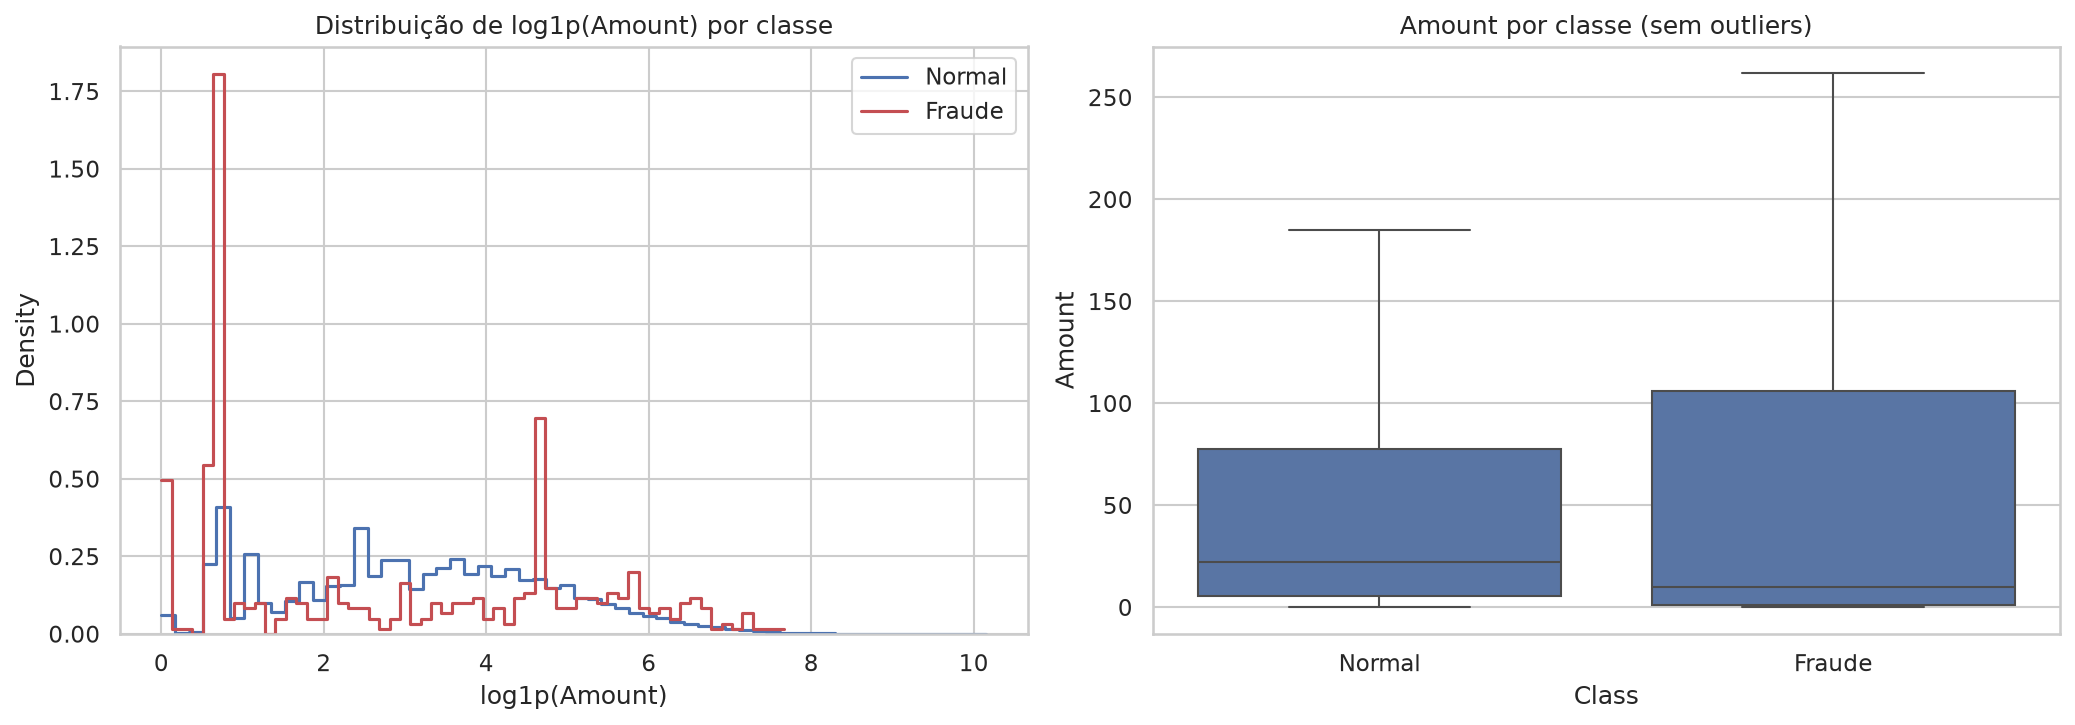 Distribuição de log1p(Amount) por classe
Density
1.75
1.50
1.25
1.00
0.75
0.50
0.25
0.00
0
2
4
6
8
10
log1p(Amount)
Normal
Fraude
Amount por classe (sem outliers)
Amount
250
200
150
100
50
0
Normal
Fraude
Class